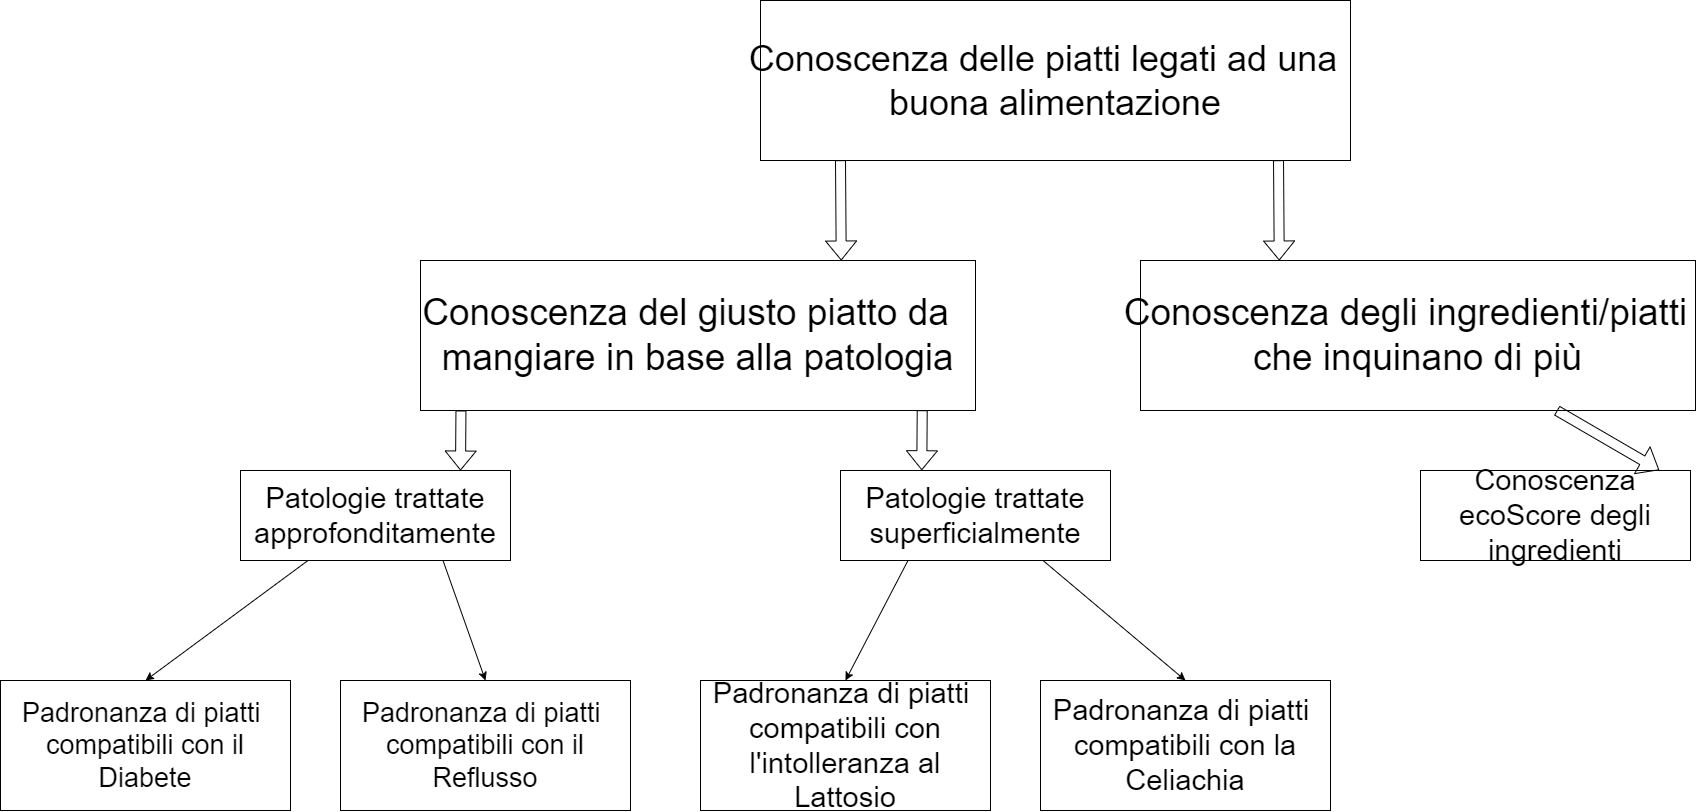 Conoscenza delle piatti legati ad una
buona alimentazione
Conoscenza del giusto piatto da
mangiare in base alla patologia
Conoscenza degli ingredienti/piatti
che inquinano di più
Patologie trattate
approfonditamente
Patologie trattate
superficialmente
Conoscenza
ecoScore degli
ingredienti
Padronanza di piatti
compatibili con il
Diabete
Padronanza di piatti
compatibili con il
Reflusso
Padronanza di piatti
compatibili con
l'intolleranza al
Lattosio
Padronanza di piatti
compatibili con la
Celiachia